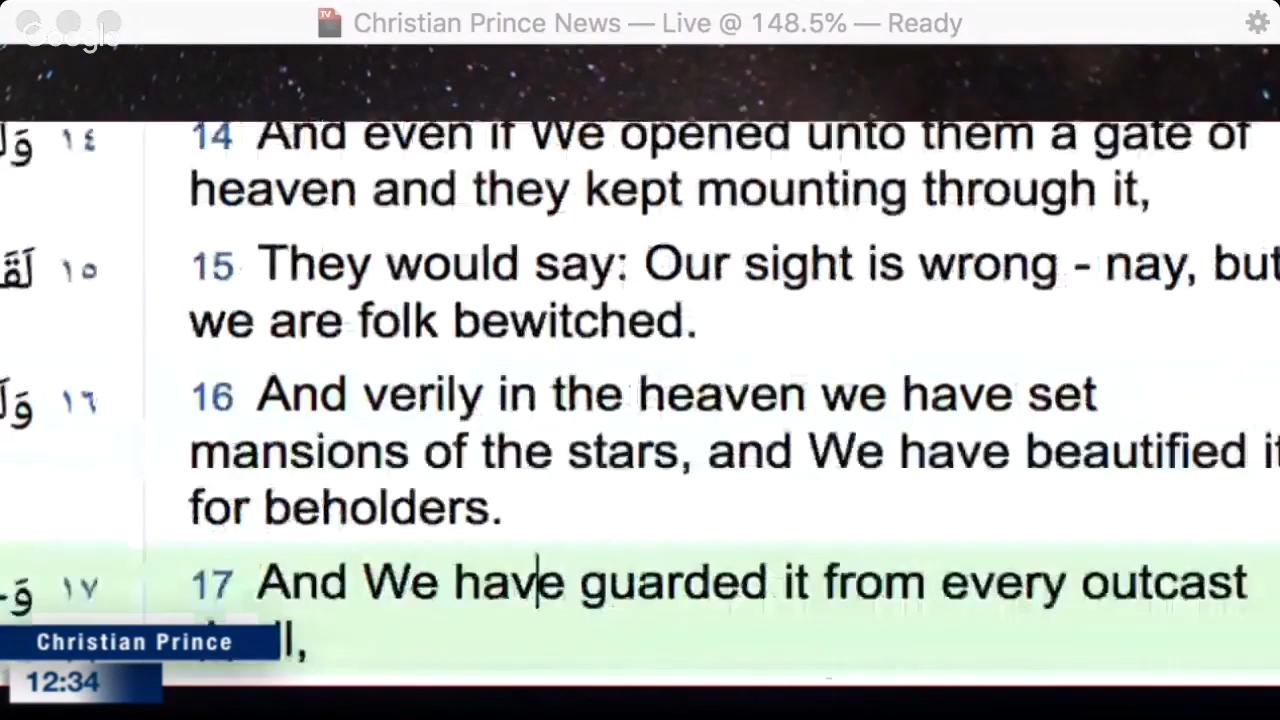 Christian Prince News — Live @ 148.5% — Ready
Google
١٤ 14 And even if We opened unto them a gate of
heaven and they kept mounting through it,
١٥ 15 They would say: Our sight is wrong - nay, but
we are folk bewitched.
١٦ 16 And verily in the heaven we have set
mansions of the stars, and We have beautified it
for beholders.
١٧ 17 And We have guarded it from every outcast
Christian Prince
12:34